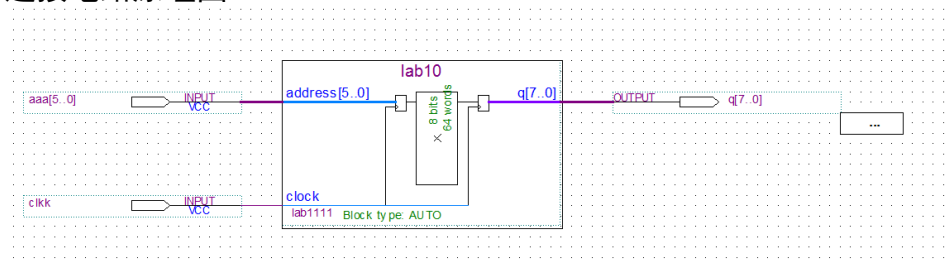 lab10
aaa[5..0]
INPUT
VCC
address[5..0]
8 bits
64 words
q[7..0]
OUTPUT
q[7..0]
...
clkk
INPUT
VCC
clock
lab1111
Block type: AUTO